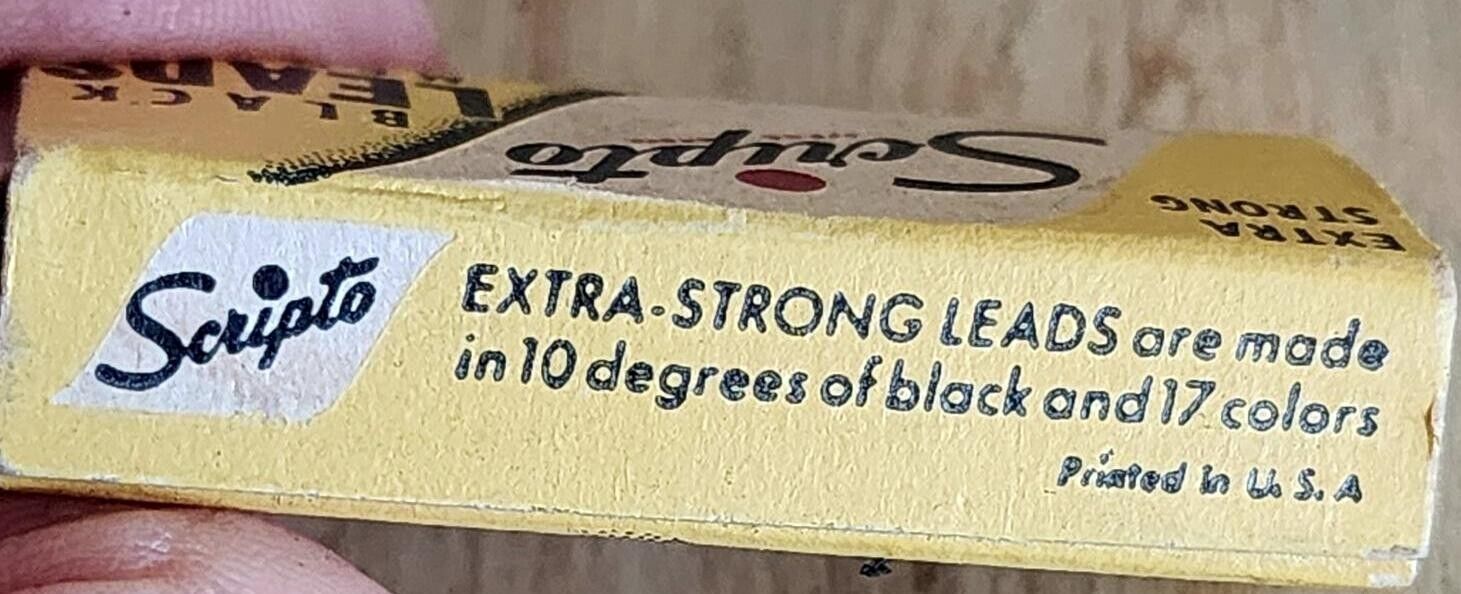 BLACK
LEADS
Scripto
EXTRA
STRONG
Scripto
EXTRA-STRONG LEADS are made
in 10 degrees of black and 17 colors
Printed in U. S. A